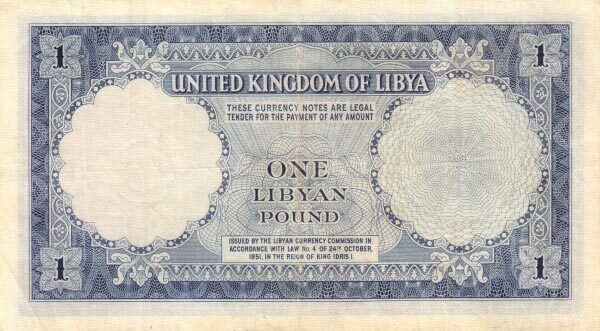 1 1
UNITED KINGDOM OF LIBYA
THESE CURRENCY NOTES ARE LEGAL
TENDER FOR THE PAYMENT OF ANY AMOUNT
ONE
LIBYAN
POUND
ISSUED BY THE LIBYAN CURRENCY COMMISSION IN
ACCORDANCE WITH LAW No. 4 OF 24TH OCTOBER,
1951, IN THE REIGN OF KING IDRIS I.
1 1